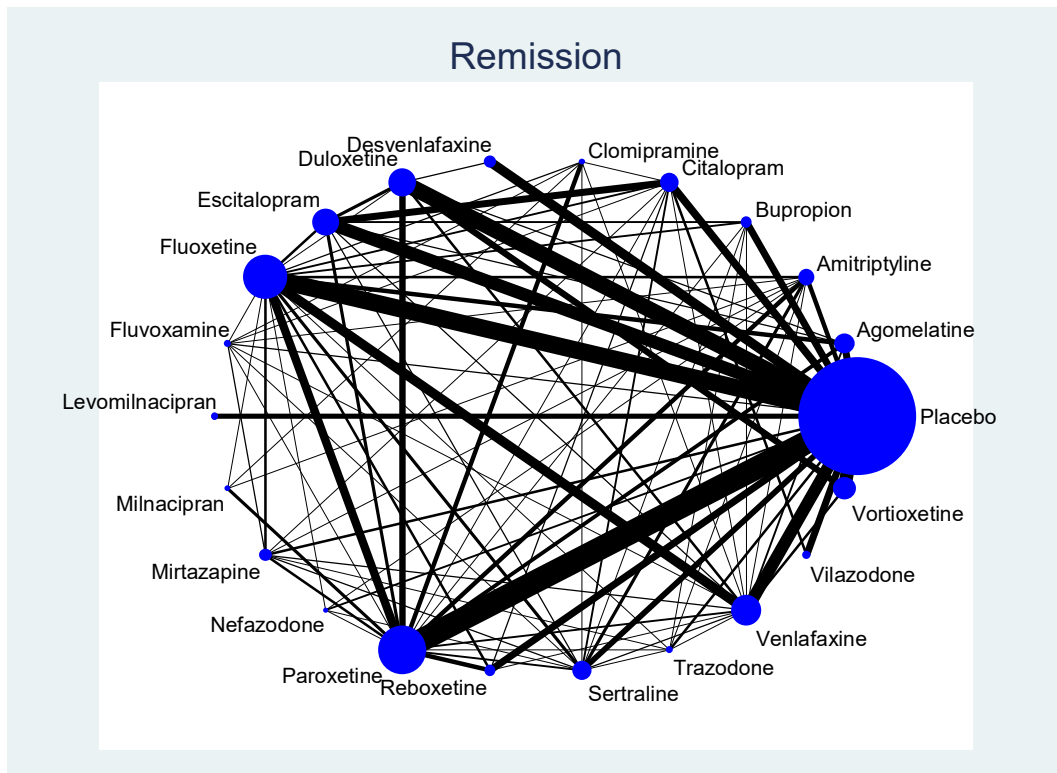 Remission
Desvenlafaxine
Clomipramine
Duloxetine
Citalopram
Escitalopram
Bupropion
Fluoxetine
Amitriptyline
Fluvoxamine
Agomelatine
Levomilnacipran
Placebo
Milnacipran
Vortioxetine
Mirtazapine
Vilazodone
Nefazodone
Venlafaxine
Paroxetine
Trazodone
Reboxetine
Sertraline